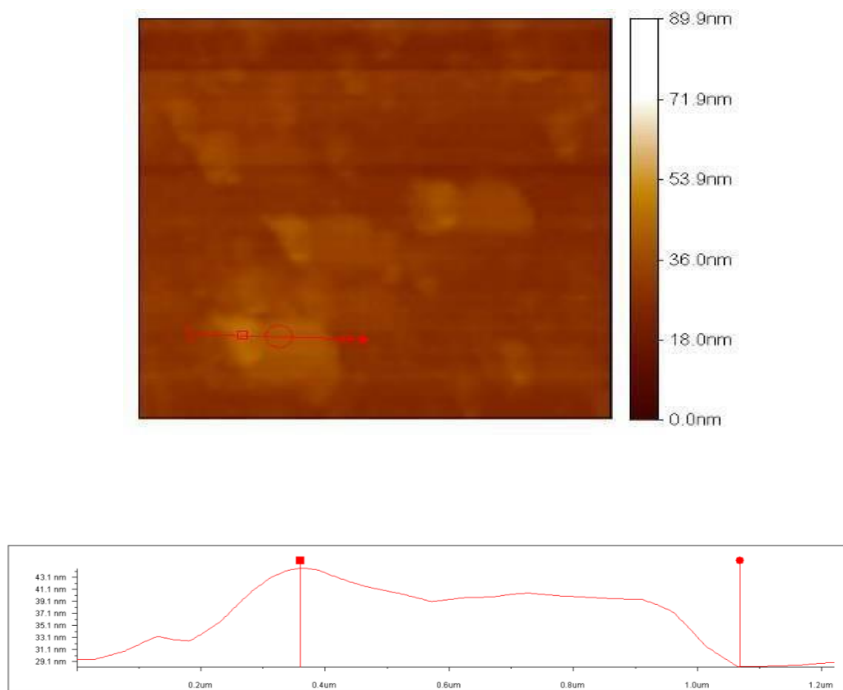 89.9nm
71.9nm
53.9nm
36.0nm
18.0nm
0.0nm
43.1 nm
41.1 nm
39.1 nm
37.1 nm
35.1 nm
33.1 nm
31.1 nm
29.1 nm
0.2um 0.4um 0.6um 0.8um 1.0um 1.2um